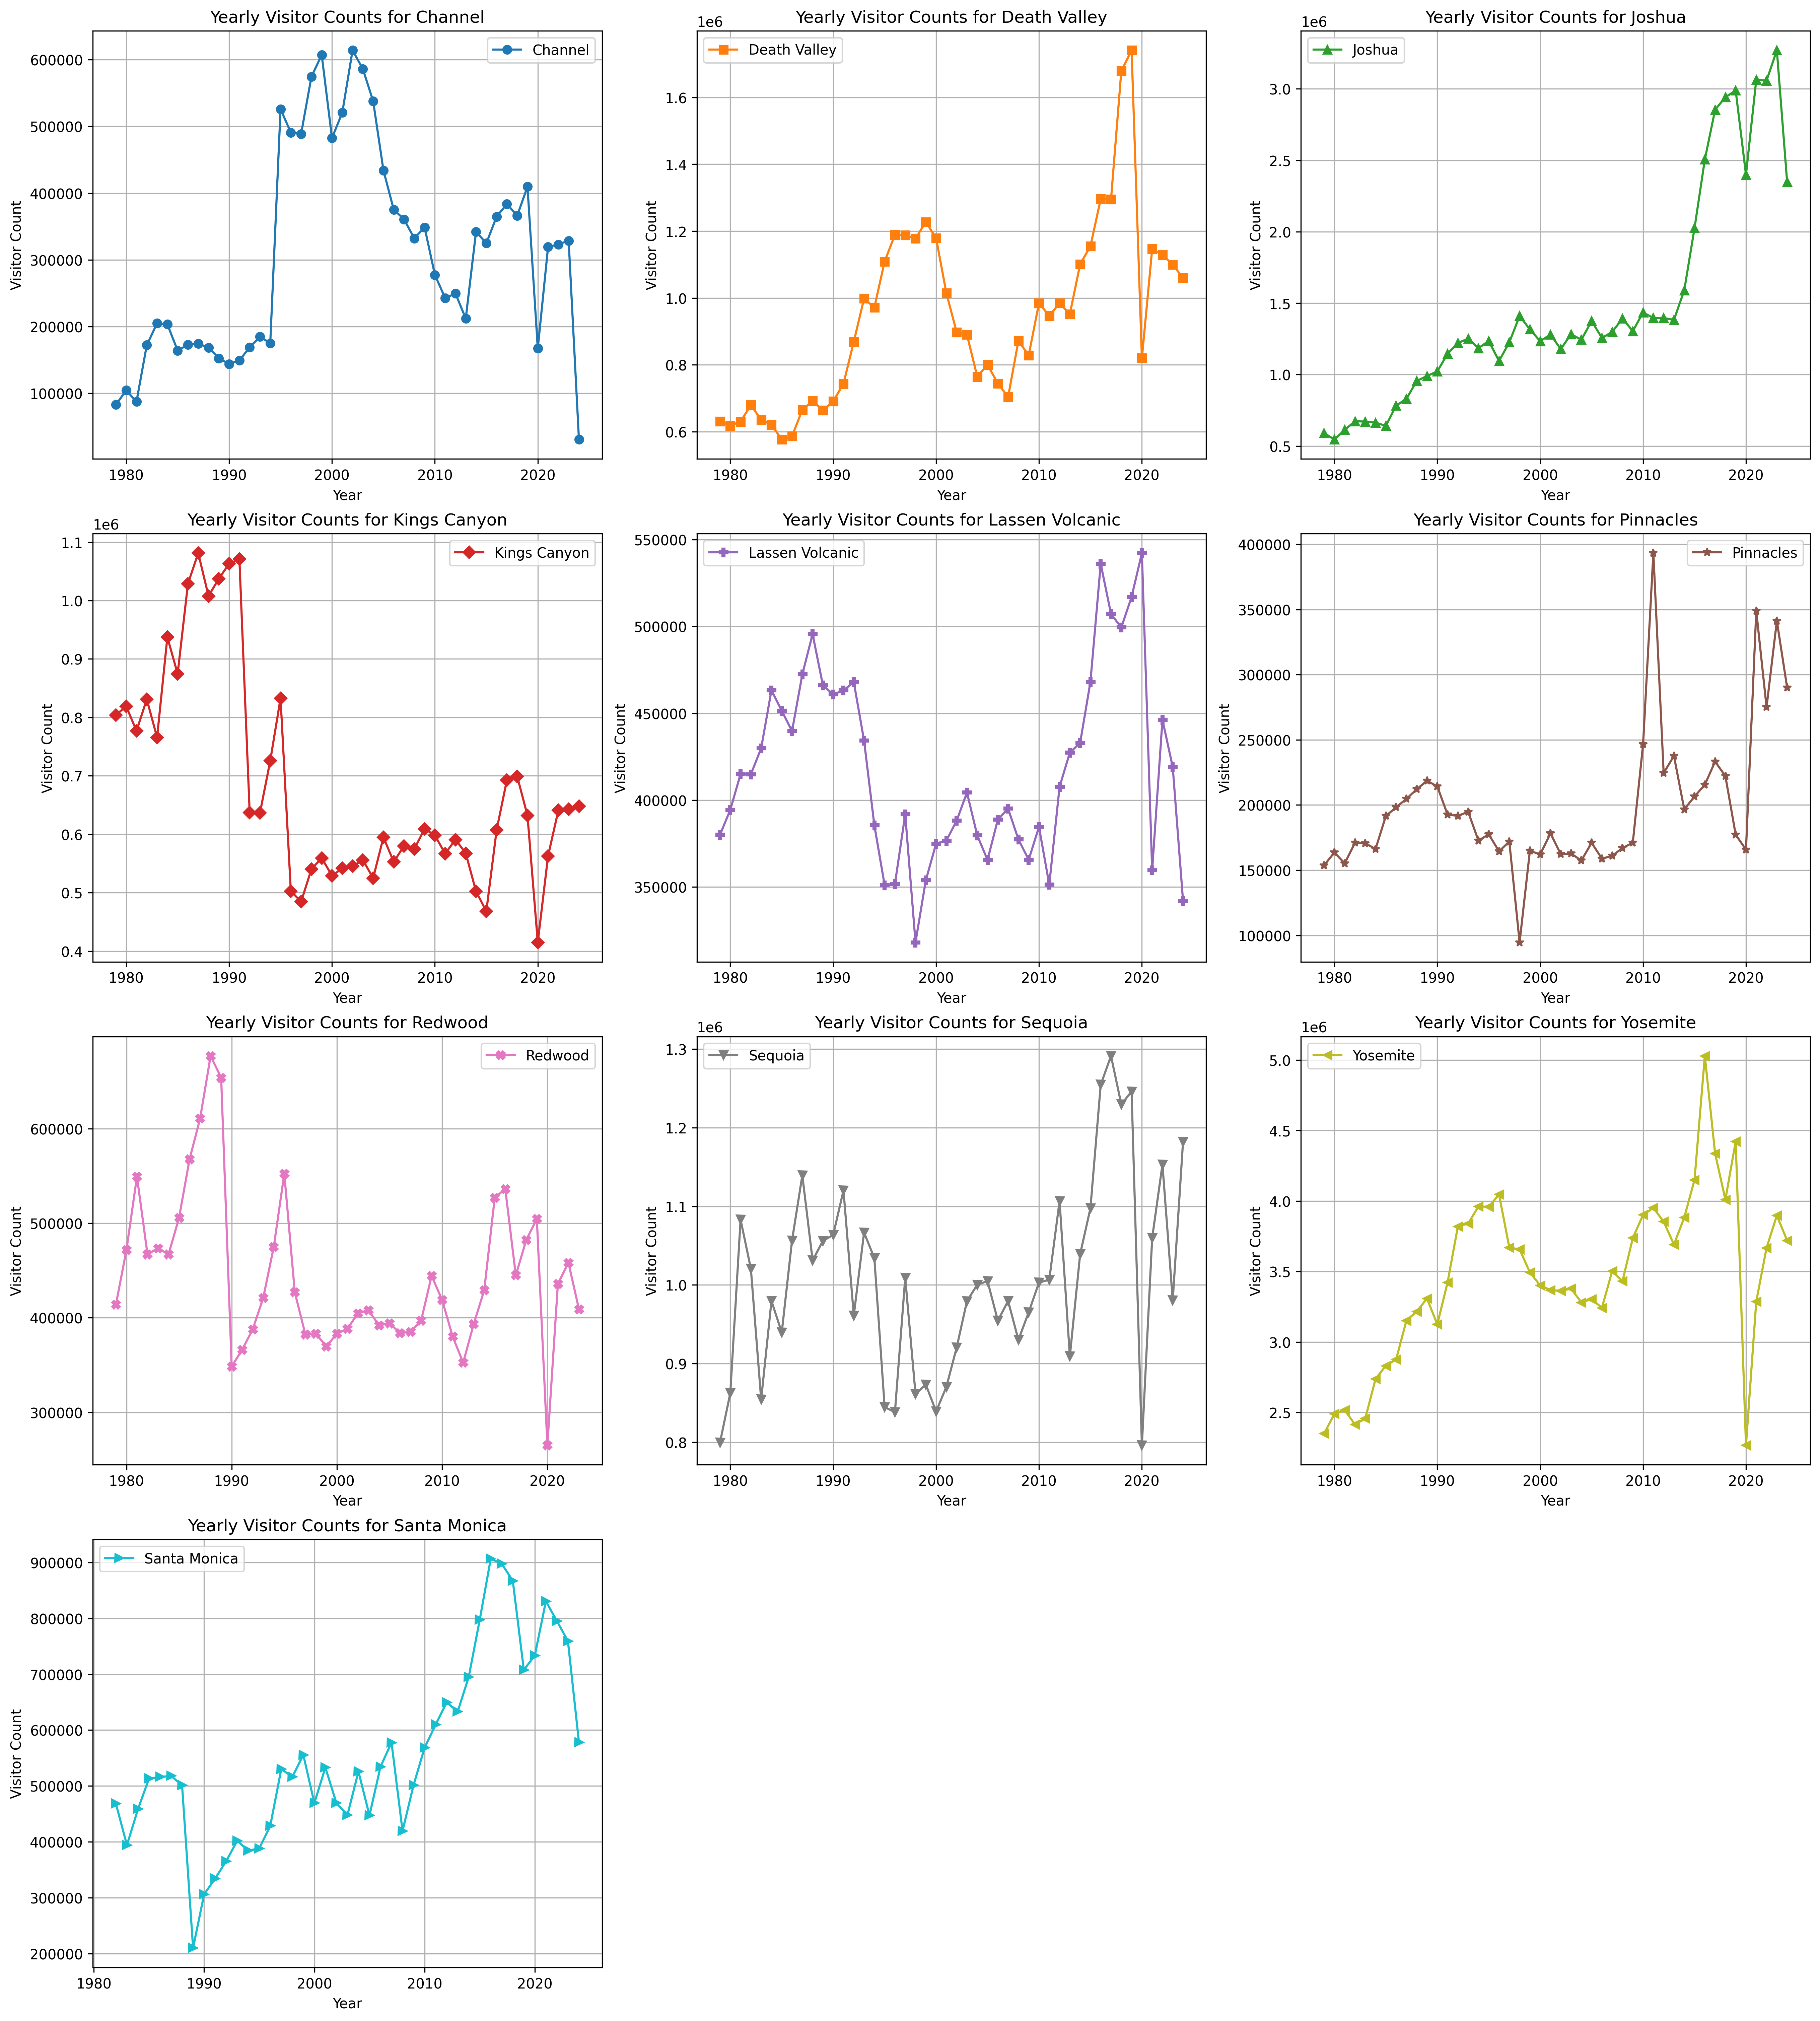 Yearly Visitor Counts for Channel
Channel
600000
500000
400000
300000
200000
100000
Visitor Count
1980 1990 2000 2010 2020
Year
Yearly Visitor Counts for Death Valley
1e6
Death Valley
1.6
1.4
1.2
1.0
0.8
0.6
Visitor Count
1980 1990 2000 2010 2020
Year
Yearly Visitor Counts for Joshua
1e6
Joshua
3.0
2.5
2.0
1.5
1.0
0.5
Visitor Count
1980 1990 2000 2010 2020
Year
Yearly Visitor Counts for Kings Canyon
1e6
Kings Canyon
1.1
1.0
0.9
0.8
0.7
0.6
0.5
0.4
Visitor Count
1980 1990 2000 2010 2020
Year
Yearly Visitor Counts for Lassen Volcanic
Lassen Volcanic
550000
500000
450000
400000
350000
Visitor Count
1980 1990 2000 2010 2020
Year
Yearly Visitor Counts for Pinnacles
Pinnacles
400000
350000
300000
250000
200000
150000
100000
Visitor Count
1980 1990 2000 2010 2020
Year
Yearly Visitor Counts for Redwood
Redwood
600000
500000
400000
300000
Visitor Count
1980 1990 2000 2010 2020
Year
Yearly Visitor Counts for Sequoia
1e6
Sequoia
1.3
1.2
1.1
1.0
0.9
0.8
Visitor Count
1980 1990 2000 2010 2020
Year
Yearly Visitor Counts for Yosemite
1e6
Yosemite
5.0
4.5
4.0
3.5
3.0
2.5
Visitor Count
1980 1990 2000 2010 2020
Year
Yearly Visitor Counts for Santa Monica
Santa Monica
900000
800000
700000
600000
500000
400000
300000
200000
Visitor Count
1980 1990 2000 2010 2020
Year